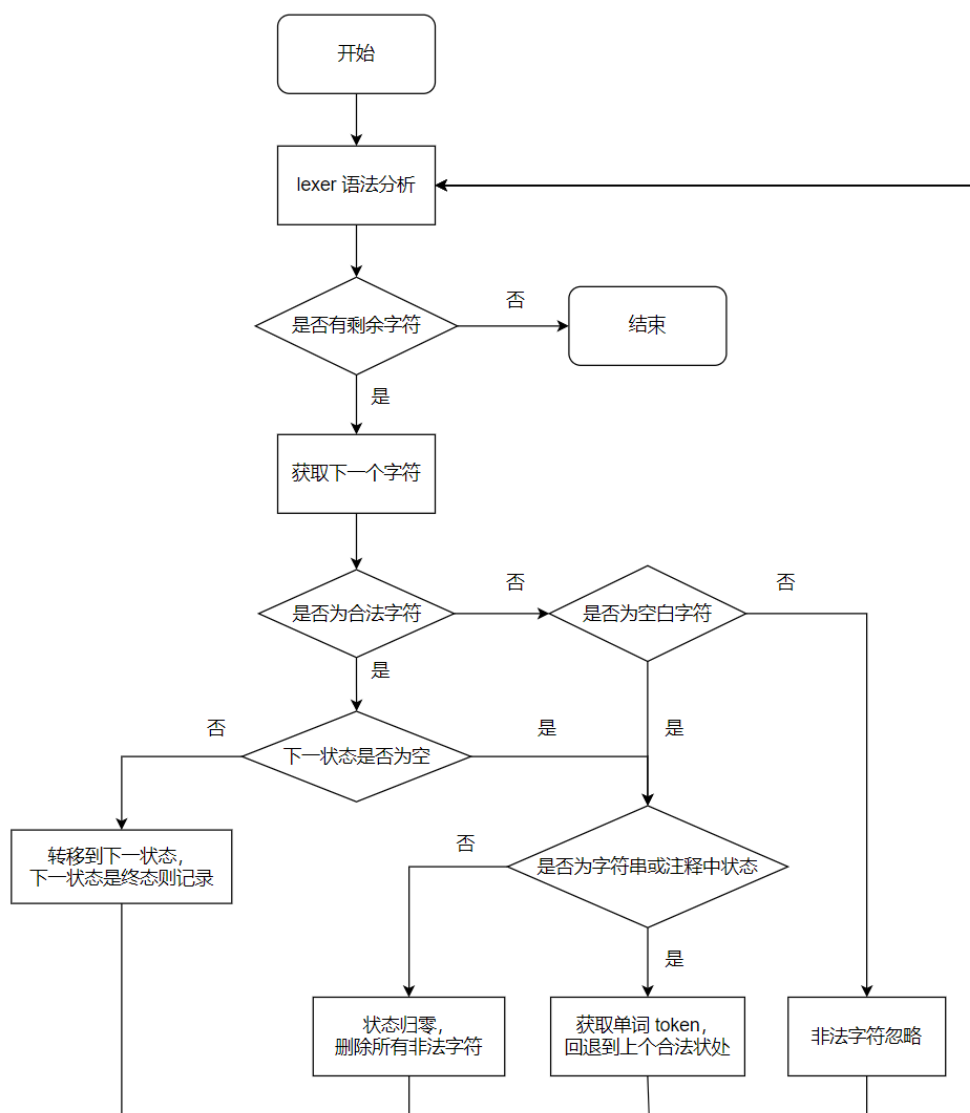 开始
lexer 语法分析
是否有剩余字符
否
结束
是
获取下一个字符
是否为合法字符
否
是否为空白字符
否
是
否
下一状态是否为空
是
是
转移到下一状态，
下一状态是终态则记录
否
是否为字符串或注释中状态
是
状态归零，
删除所有非法字符
获取单词 token，
回退到上个合法状处
非法字符忽略